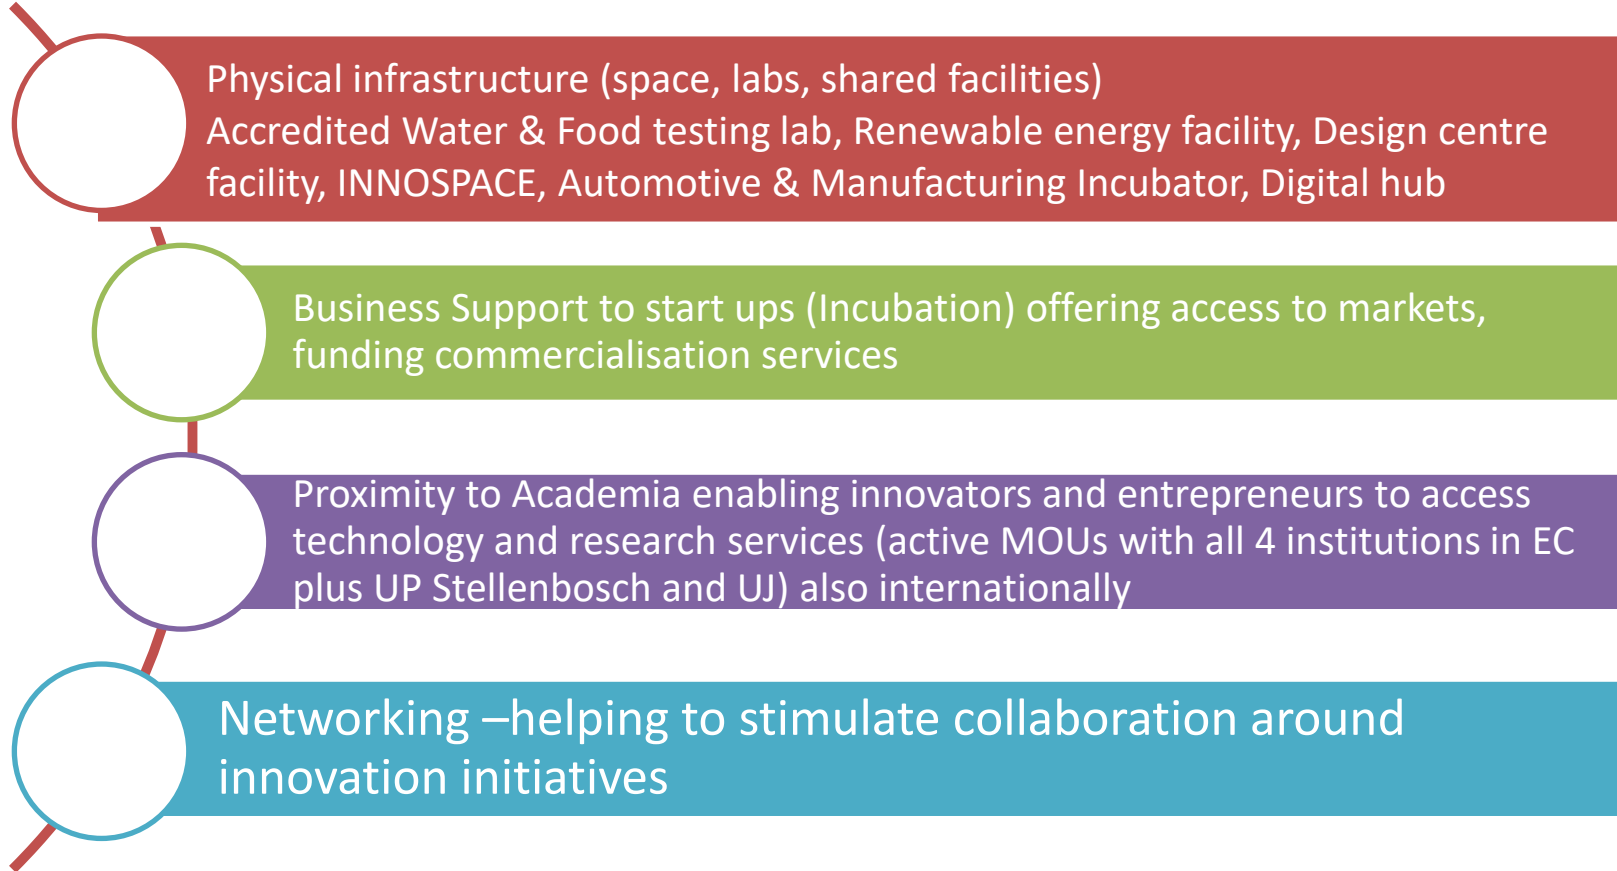 Physical infrastructure (space, labs, shared facilities)
Accredited Water & Food testing lab, Renewable energy facility, Design centre
facility, INNOSPACE, Automotive & Manufacturing Incubator, Digital hub
Business Support to start ups (Incubation) offering access to markets,
funding commercialisation services
Proximity to Academia enabling innovators and entrepreneurs to access
technology and research services (active MOUs with all 4 institutions in EC
plus UP Stellenbosch and UJ) also internationally
Networking –helping to stimulate collaboration around
innovation initiatives